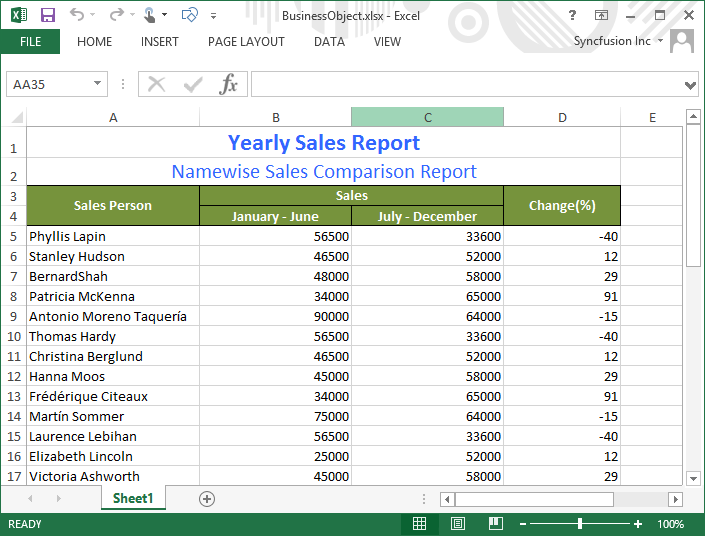 BusinessObject.xlsx - Excel
?
FILE HOME INSERT PAGE LAYOUT FORMULAS DATA VIEW Syncfusion Inc
AA35 fx
A B C D E
1 Yearly Sales Report
2 Namewise Sales Comparison Report
3 Sales Person Sales Change(%)
4 January - June July - December
5 Phyllis Lapin 56500 33600 -40
6 Stanley Hudson 46500 52000 12
7 BernardShah 48000 58000 29
8 Patricia McKenna 34000 65000 91
9 Antonio Moreno Taquería 90000 64000 -15
10 Thomas Hardy 56500 33600 -40
11 Christina Berglund 46500 52000 12
12 Hanna Moos 45000 58000 29
13 Frédérique Citeaux 34000 65000 91
14 Martín Sommer 75000 64000 -15
15 Laurence Lebihan 56500 33600 -40
16 Elizabeth Lincoln 25000 52000 12
17 Victoria Ashworth 45000 58000 29
Sheet1
READY 100%